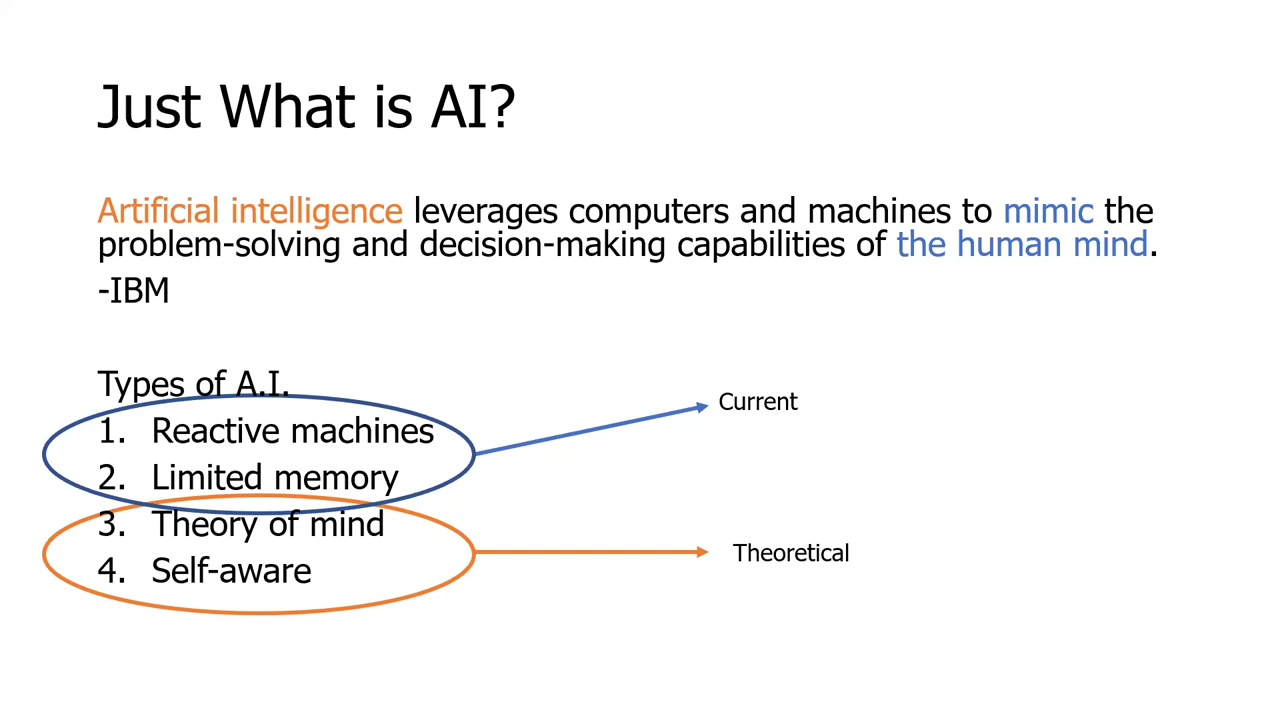 Just What is AI?
Artificial intelligence leverages computers and machines to mimic the
problem-solving and decision-making capabilities of the human mind.
-IBM
Types of A.I.
1. Reactive machines
2. Limited memory
3. Theory of mind
4. Self-aware
Current
Theoretical